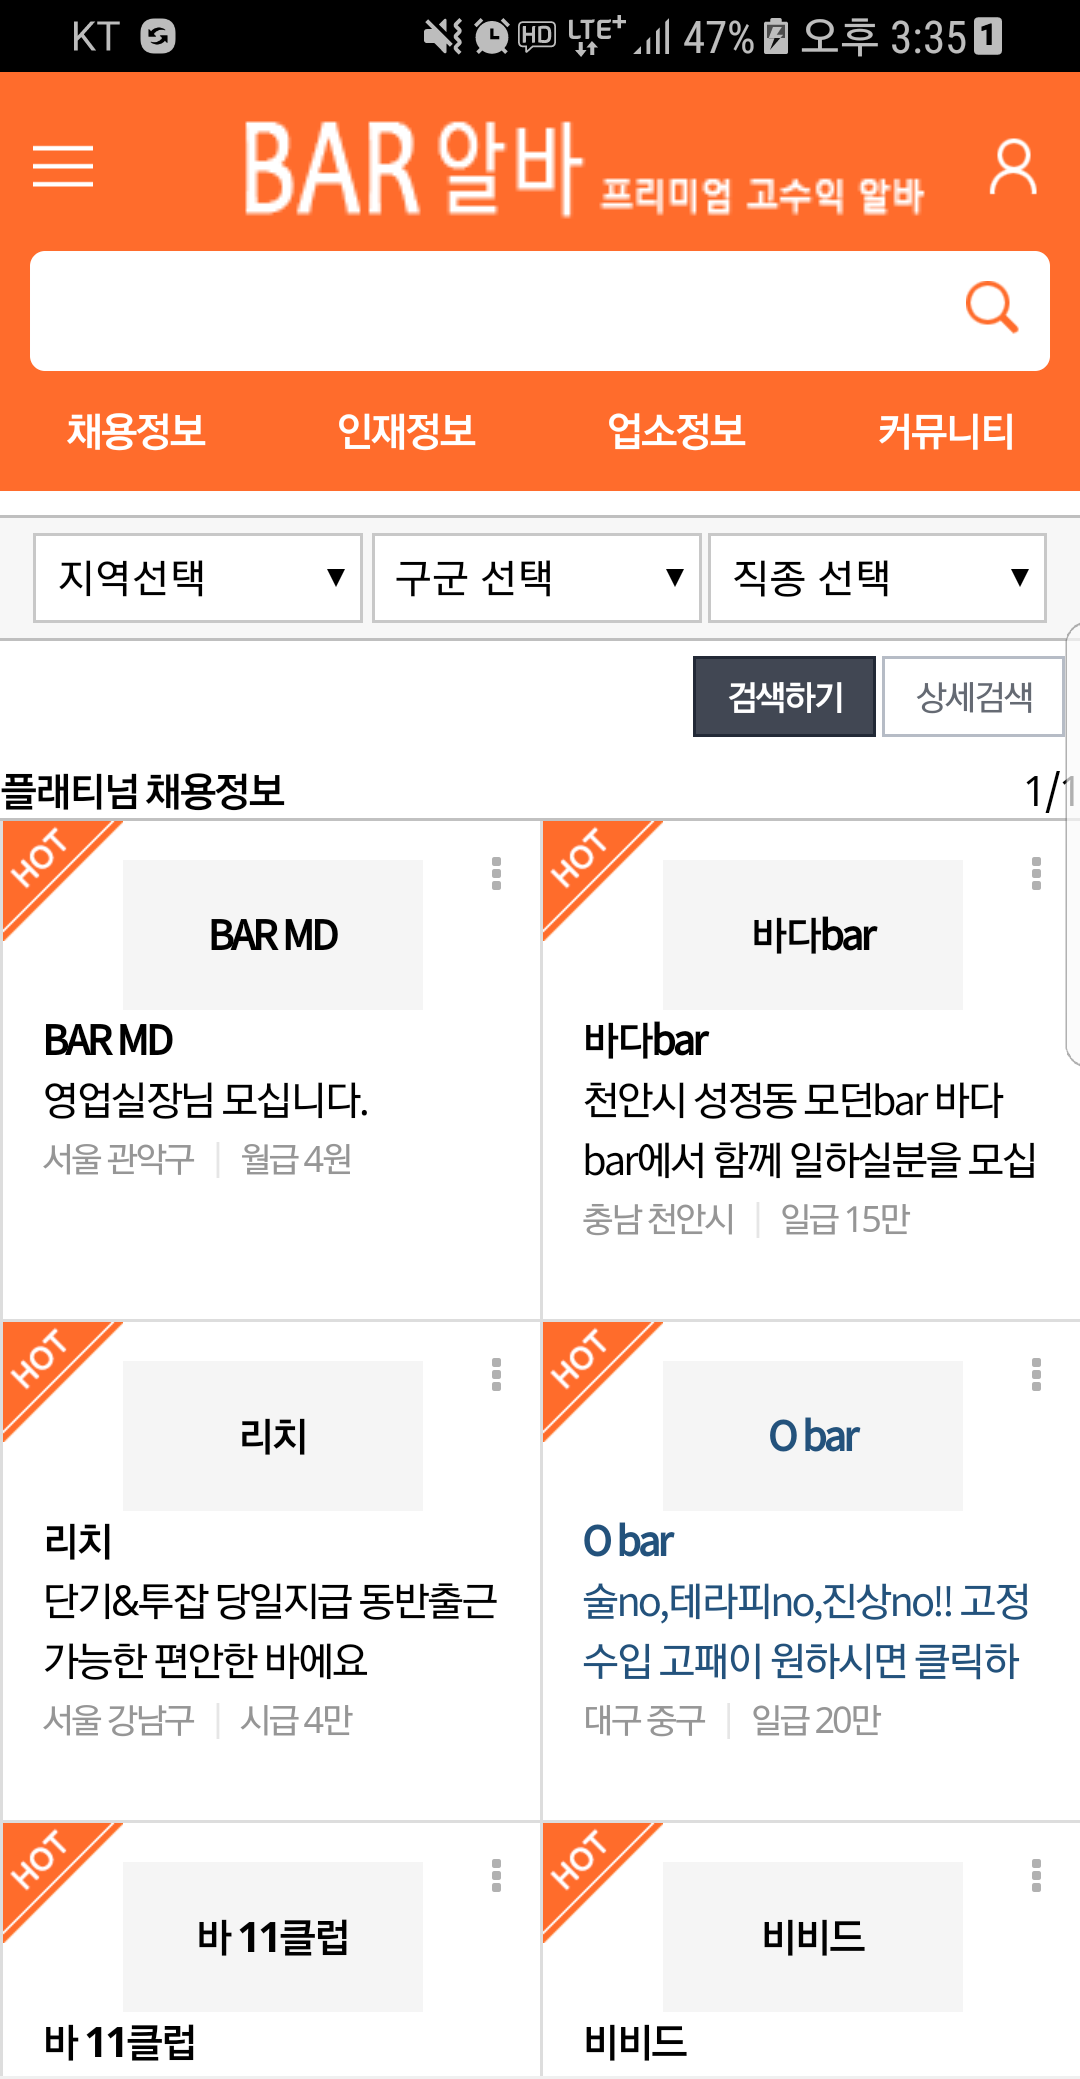 KT HD LTE+ 47% 오후 3:35 1
BAR 알바 프리미엄 고수익 알바
채용정보 인재정보 업소정보 커뮤니티
지역선택 ▼ 구군 선택 ▼ 직종 선택 ▼
검색하기 상세검색
플래티넘 채용정보 1/1
HOT
BAR MD
BAR MD
영업실장님 모십니다.
서울 관악구 | 월급 4원
HOT
바다bar
바다bar
천안시 성정동 모던bar 바다
bar에서 함께 일하실분을 모십
충남 천안시 | 일급 15만
HOT
리치
리치
단기&투잡 당일지급 동반출근
가능한 편안한 바에요
서울 강남구 | 시급 4만
HOT
O bar
O bar
술no,테라피no,진상no!! 고정
수입 고패이 원하시면 클릭하
대구 중구 | 일급 20만
HOT
바 11클럽
바 11클럽
HOT
비비드
비비드